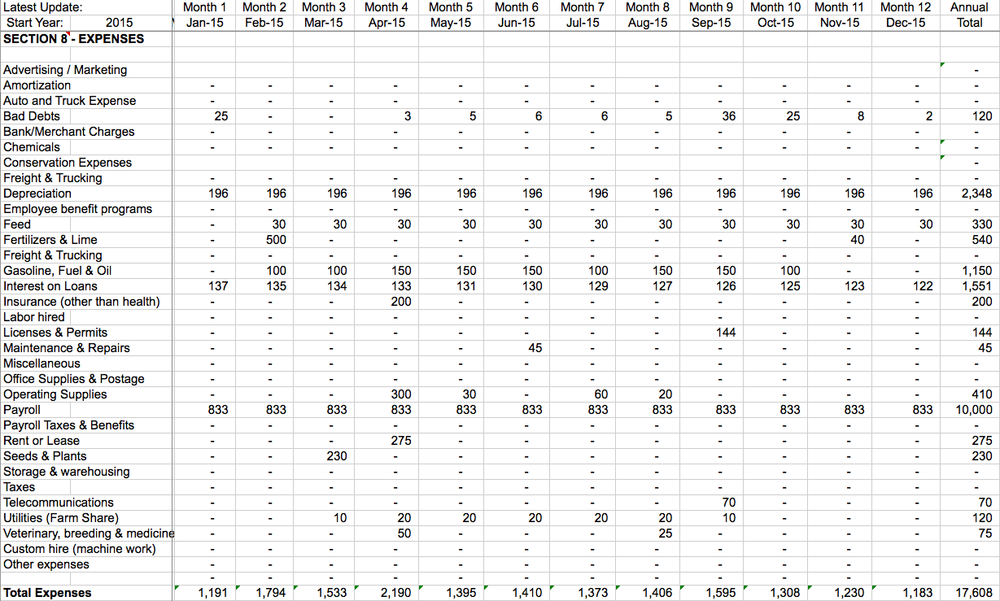 Latest Update: Month 1 Month 2 Month 3 Month 4 Month 5 Month 6 Month 7 Month 8 Month 9 Month 10 Month 11 Month 12 Annual
Start Year: 2015 Jan-15 Feb-15 Mar-15 Apr-15 May-15 Jun-15 Jul-15 Aug-15 Sep-15 Oct-15 Nov-15 Dec-15 Total
SECTION 8 - EXPENSES
Advertising / Marketing -
Amortization - - - - - - - - - - - - -
Auto and Truck Expense - - - - - - - - - - - - -
Bad Debts 25 - - 3 5 6 6 5 36 25 8 2 120
Bank/Merchant Charges - - - - - - - - - - - - -
Chemicals - - - - - - - - - - - - -
Conservation Expenses -
Freight & Trucking - - - - - - - - - - - - -
Depreciation 196 196 196 196 196 196 196 196 196 196 196 196 2,348
Employee benefit programs - - - - - - - - - - - - -
Feed - 30 30 30 30 30 30 30 30 30 30 30 330
Fertilizers & Lime - 500 - - - - - - - - 40 - 540
Freight & Trucking - - - - - - - - - - - - -
Gasoline, Fuel & Oil - 100 100 150 150 150 100 150 150 100 - - 1,150
Interest on Loans 137 135 134 133 131 130 129 127 126 125 123 122 1,551
Insurance (other than health) - - - 200 - - - - - - - - 200
Labor hired - - - - - - - - - - - - -
Licenses & Permits - - - - - - - - 144 - - - 144
Maintenance & Repairs - - - - - 45 - - - - - - 45
Miscellaneous - - - - - - - - - - - - -
Office Supplies & Postage - - - - - - - - - - - - -
Operating Supplies - - - 300 30 - 60 20 - - - - 410
Payroll 833 833 833 833 833 833 833 833 833 833 833 833 10,000
Payroll Taxes & Benefits - - - - - - - - - - - - -
Rent or Lease - - - 275 - - - - - - - - 275
Seeds & Plants - - 230 - - - - - - - - - 230
Storage & warehousing - - - - - - - - - - - - -
Taxes - - - - - - - - - - - - -
Telecommunications - - - - - - - - 70 - - - 70
Utilities (Farm Share) - - 10 20 20 20 20 20 10 - - - 120
Veterinary, breeding & medicine - - - 50 - - - 25 - - - - 75
Custom hire (machine work) - - - - - - - - - - - - -
Other expenses - - - - - - - - - - - - -
- - - - - - - - - - - - -
Total Expenses 1,191 1,794 1,533 2,190 1,395 1,410 1,373 1,406 1,595 1,308 1,230 1,183 17,608